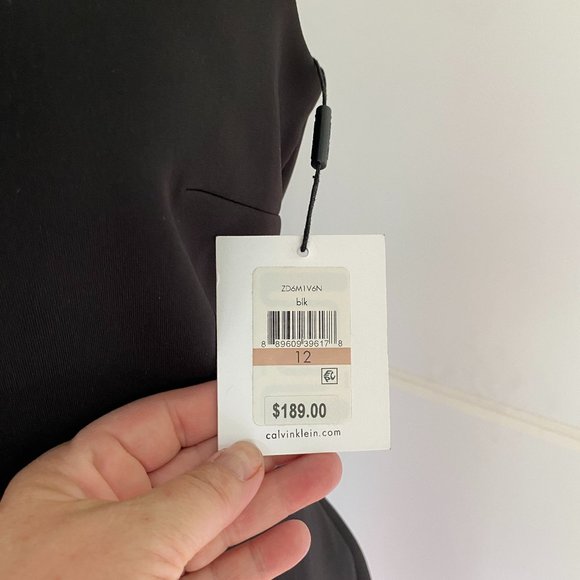 ZD6M1V6N
blk
8 89609 39617 8
12
$189.00
calvinklein.com